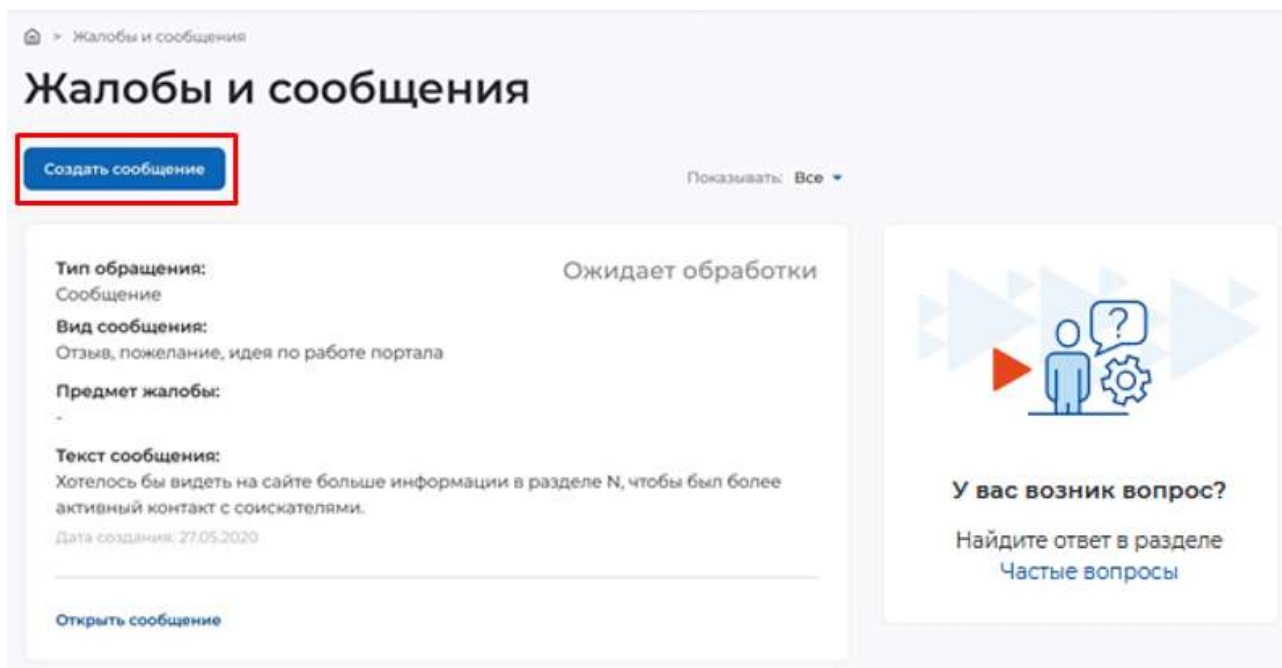 > Жалобы и сообщения
Жалобы и сообщения
Создать сообщение
Показывать: Все
Тип обращения:
Ожидает обработки
Сообщение
Вид сообщения:
Отзыв, пожелание, идея по работе портала
Предмет жалобы:
-
Текст сообщения:
Хотелось бы видеть на сайте больше информации в разделе N, чтобы был более
активный контакт с соискателями.
Дата создания: 27.05.2020
Открыть сообщение
?
У вас возник вопрос?
Найдите ответ в разделе
Частые вопросы